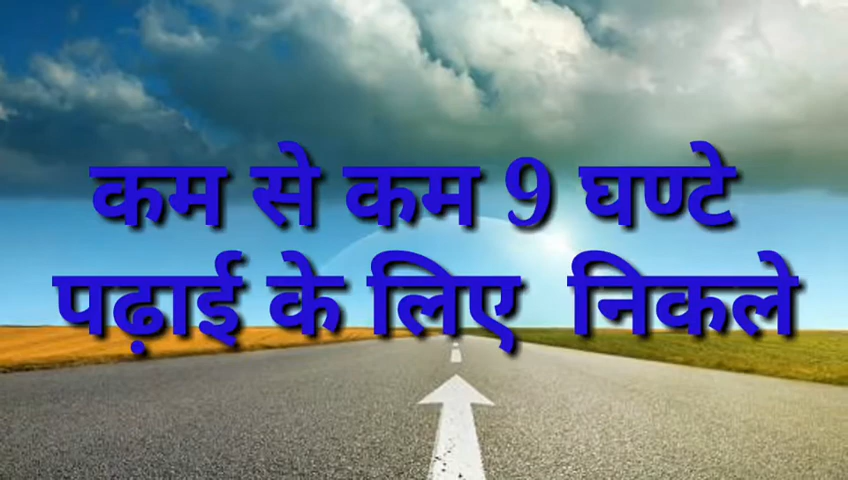 कम से कम 9 घण्टे
पढ़ाई के लिए निकले